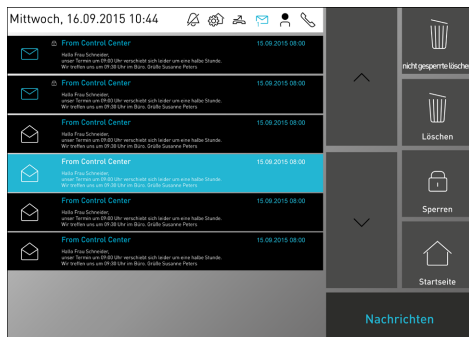 Mittwoch, 16.09.2015 10:44
From Control Center 15.09.2015 08:00
Hallo Frau Schneider,
unser Termin um 09:00 Uhr verschiebt sich leider um eine halbe Stunde.
Wir treffen uns um 09:30 Uhr im Büro. Grüße Susanne Peters
From Control Center 15.09.2015 08:00
Hallo Frau Schneider,
unser Termin um 09:00 Uhr verschiebt sich leider um eine halbe Stunde.
Wir treffen uns um 09:30 Uhr im Büro. Grüße Susanne Peters
From Control Center 15.09.2015 08:00
Hallo Frau Schneider,
unser Termin um 09:00 Uhr verschiebt sich leider um eine halbe Stunde.
Wir treffen uns um 09:30 Uhr im Büro. Grüße Susanne Peters
From Control Center 15.09.2015 08:00
Hallo Frau Schneider,
unser Termin um 09:00 Uhr verschiebt sich leider um eine halbe Stunde.
Wir treffen uns um 09:30 Uhr im Büro. Grüße Susanne Peters
From Control Center 15.09.2015 08:00
Hallo Frau Schneider,
unser Termin um 09:00 Uhr verschiebt sich leider um eine halbe Stunde.
Wir treffen uns um 09:30 Uhr im Büro. Grüße Susanne Peters
From Control Center 15.09.2015 08:00
Hallo Frau Schneider,
unser Termin um 09:00 Uhr verschiebt sich leider um eine halbe Stunde.
Wir treffen uns um 09:30 Uhr im Büro. Grüße Susanne Peters
nicht gesperrte lösche
Löschen
Sperren
Startseite
Nachrichten